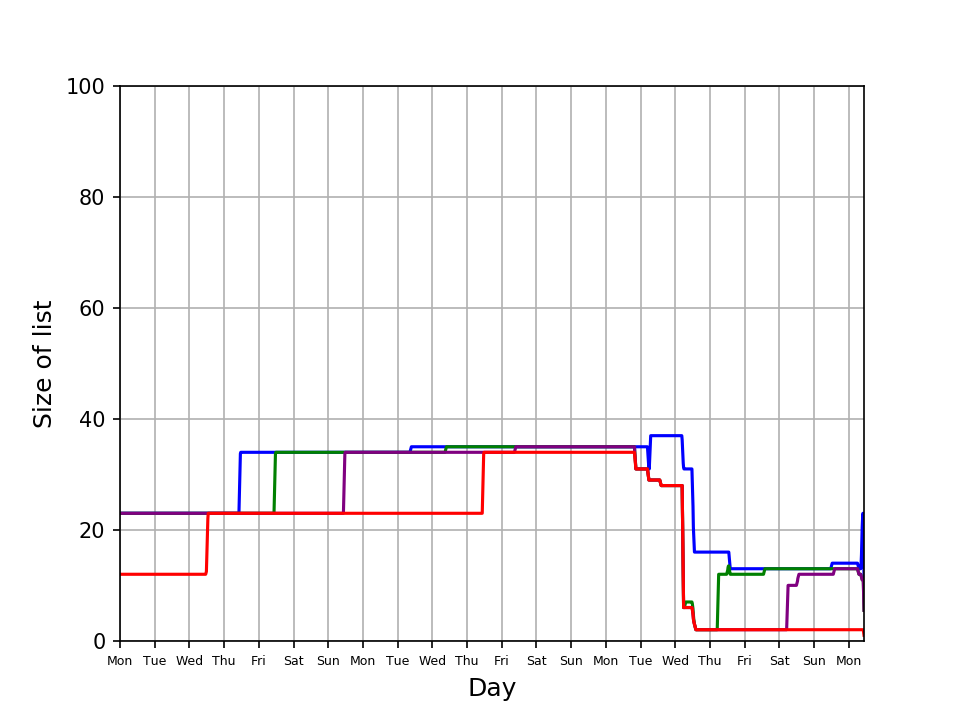 100
80
60
40
20
0
Size of list
Mon Tue Wed Thu Fri Sat Sun Mon Tue Wed Thu Fri Sat Sun Mon Tue Wed Thu Fri Sat Sun Mon
Day